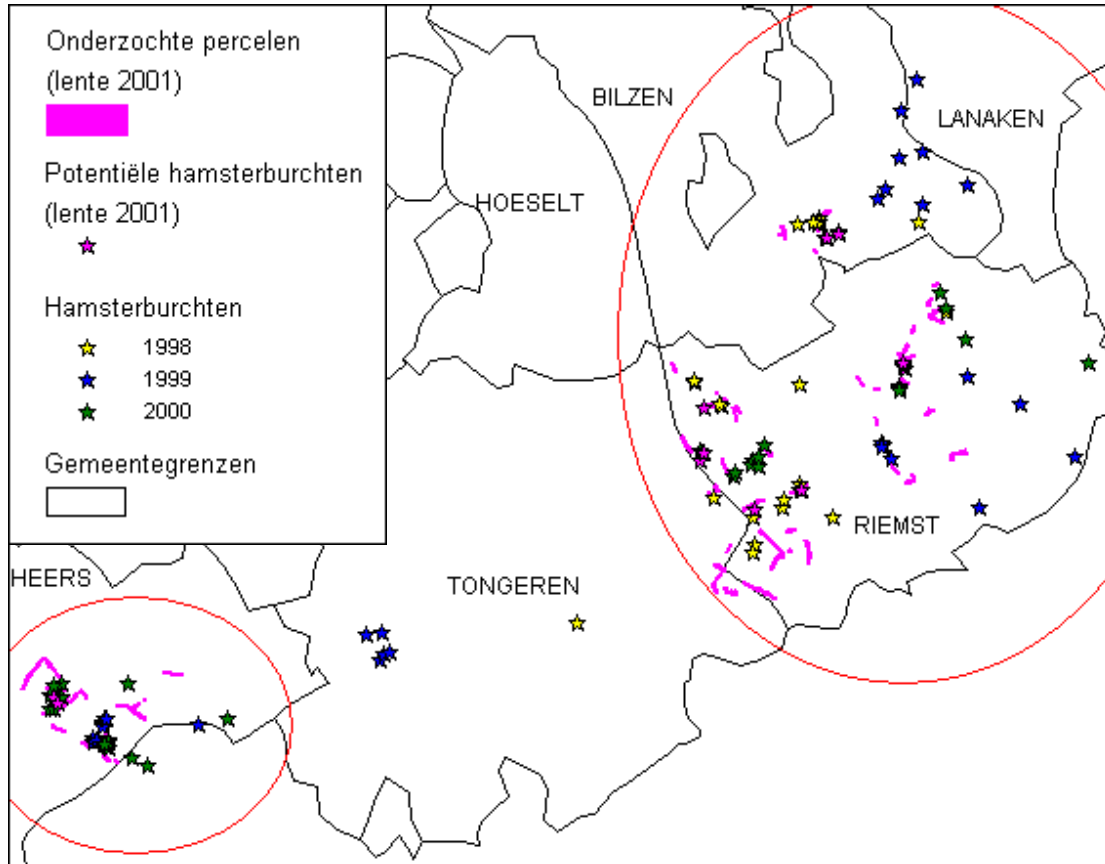 Onderzochte percelen
(lente 2001)
Potentiële hamsterburchten
(lente 2001)
Hamsterburchten
1998
1999
2000
Gemeentegrenzen
BILZEN
LANAKEN
HOESELT
RIEMST
HEERS
TONGEREN